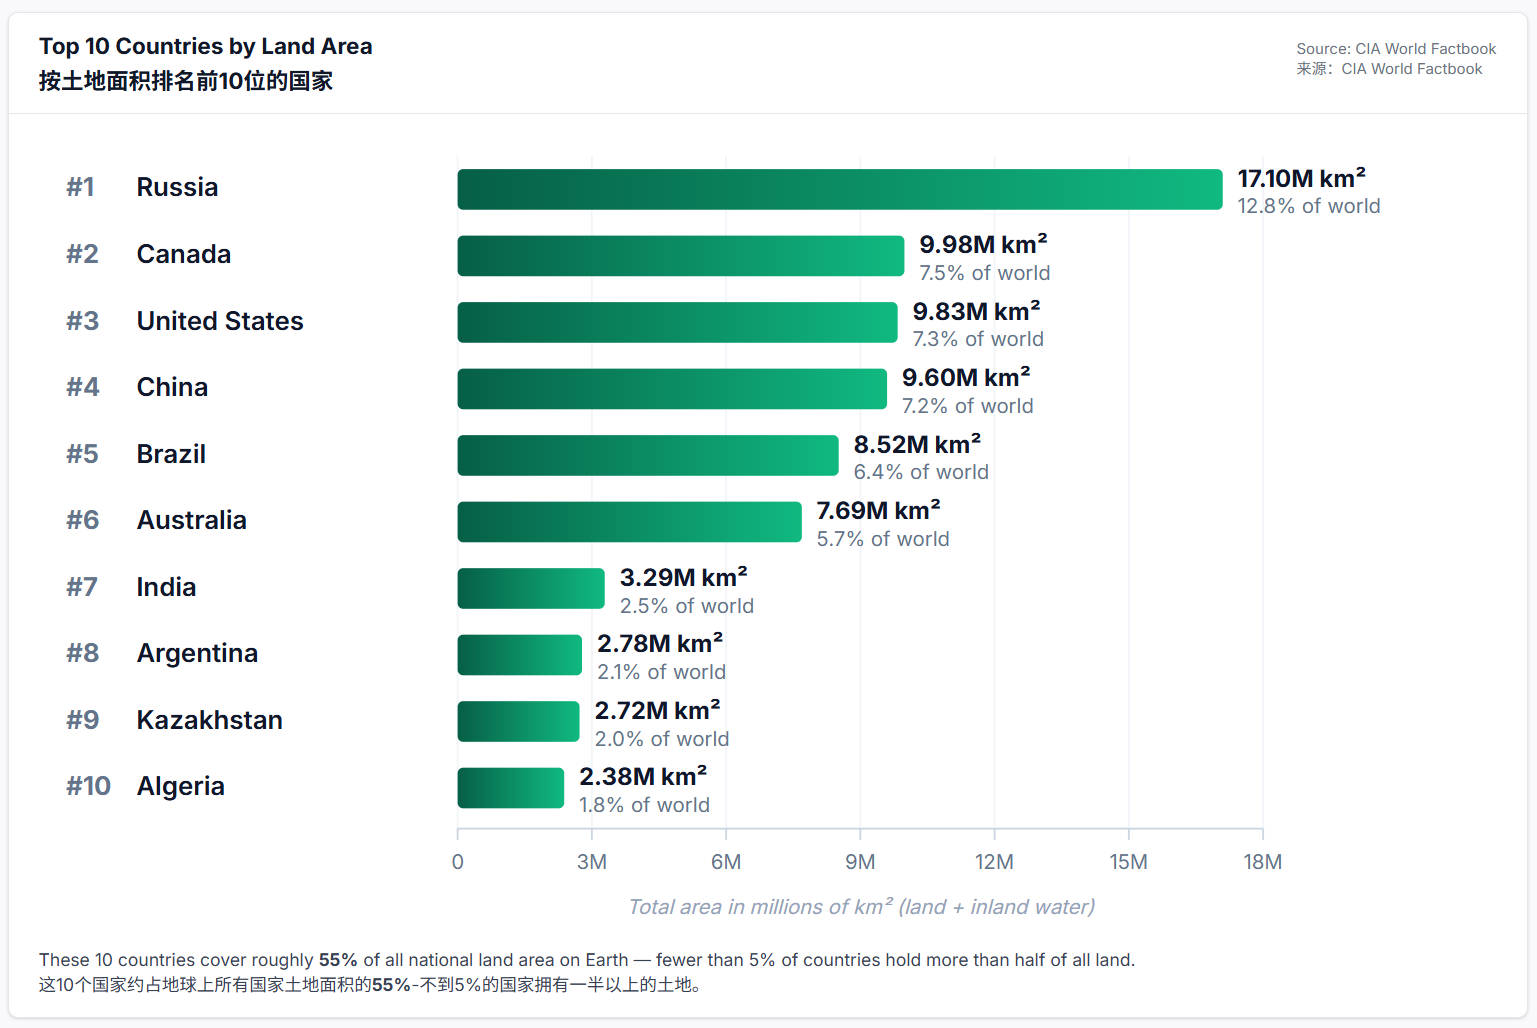 Top 10 Countries by Land Area
按土地面积排名前10位的国家
Source: CIA World Factbook
来源：CIA World Factbook
#1 Russia 17.10M km²
12.8% of world
#2 Canada 9.98M km²
7.5% of world
#3 United States 9.83M km²
7.3% of world
#4 China 9.60M km²
7.2% of world
#5 Brazil 8.52M km²
6.4% of world
#6 Australia 7.69M km²
5.7% of world
#7 India 3.29M km²
2.5% of world
#8 Argentina 2.78M km²
2.1% of world
#9 Kazakhstan 2.72M km²
2.0% of world
#10 Algeria 2.38M km²
1.8% of world
0 3M 6M 9M 12M 15M 18M
Total area in millions of km² (land + inland water)
These 10 countries cover roughly 55% of all national land area on Earth — fewer than 5% of countries hold more than half of all land.
这10个国家约占地球上所有国家土地面积的55%-不到5%的国家拥有一半以上的土地。